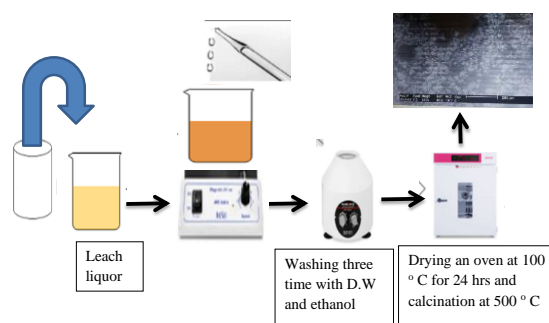 Leach
liquor
Washing three
time with D.W
and ethanol
Drying an oven at 100
° C for 24 hrs and
calcination at 500 ° C